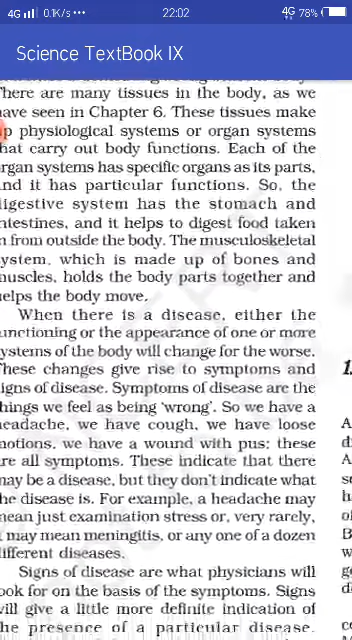 4G 0.1K/s ••• 22:02 4G 78%
Science TextBook IX
There are many tissues in the body, as we
have seen in Chapter 6. These tissues make
up physiological systems or organ systems
that carry out body functions. Each of the
organ systems has specific organs as its parts,
and it has particular functions. So, the
digestive system has the stomach and
intestines, and it helps to digest food taken
in from outside the body. The musculoskeletal
system, which is made up of bones and
muscles, holds the body parts together and
helps the body move.
When there is a disease, either the
functioning or the appearance of one or more
systems of the body will change for the worse.
These changes give rise to symptoms and
signs of disease. Symptoms of disease are the
things we feel as being ‘wrong’. So we have a
headache, we have cough, we have loose
motions, we have a wound with pus; these
are all symptoms. These indicate that there
may be a disease, but they don't indicate what
the disease is. For example, a headache may
mean just examination stress or, very rarely,
it may mean meningitis, or any one of a dozen
different diseases.
Signs of disease are what physicians will
look for on the basis of the symptoms. Signs
will give a little more definite indication of
the presence of a particular disease.
1.